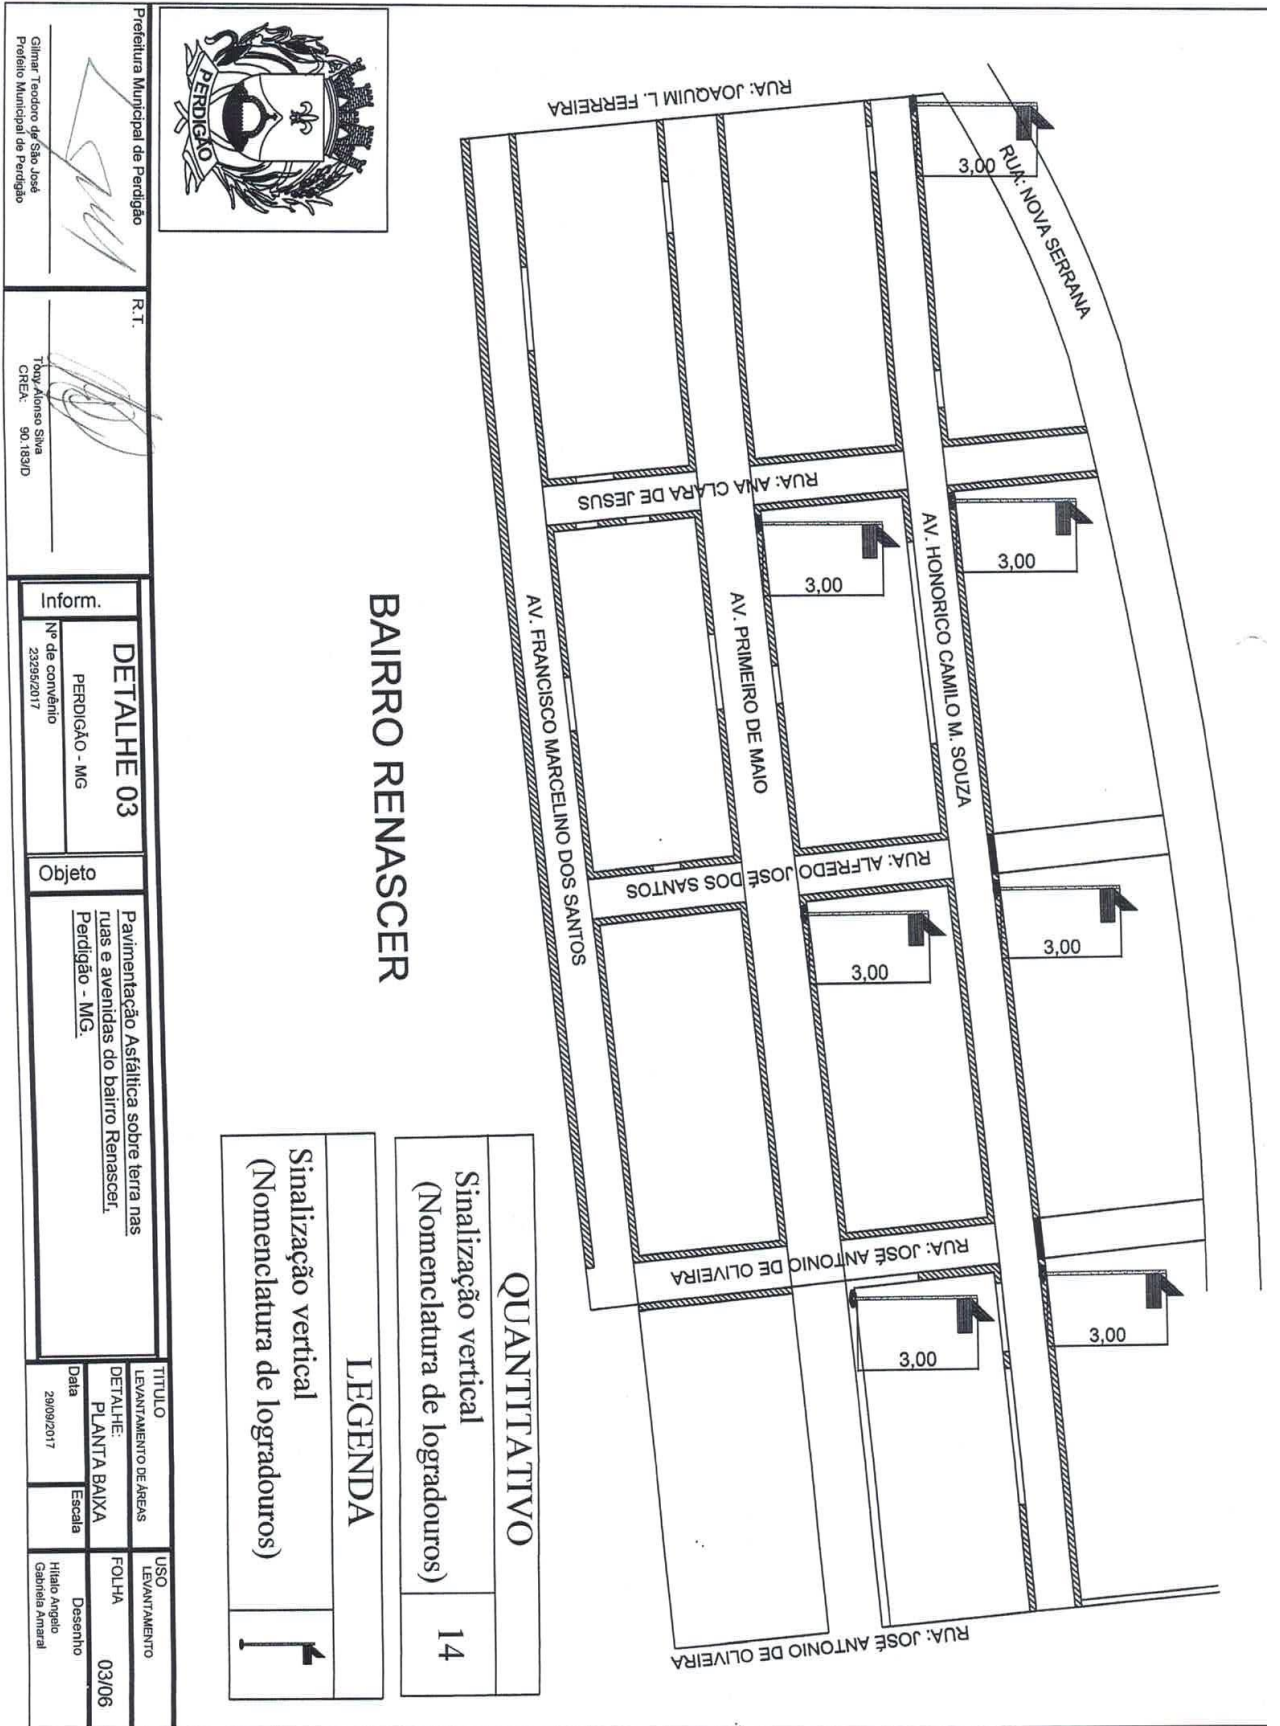 RUA: JOAQUIM L. FERREIRA
RUA: NOVA SERRANA
3,00
RUA: ANA CLARA DE JESUS
AV. HONORICO CAMILO M. SOUZA
3,00
3,00
AV. PRIMEIRO DE MAIO
AV. FRANCISCO MARCELINO DOS SANTOS
RUA: ALFREDO JOSÉ DOS SANTOS
3,00
3,00
RUA: JOSÉ ANTONIO DE OLIVEIRA
3,00
3,00
RUA: JOSÉ ANTONIO DE OLIVEIRA
BAIRRO RENASCER
QUANTITATIVO
Sinalização vertical
(Nomenclatura de logradouros)
14
LEGENDA
Sinalização vertical
(Nomenclatura de logradouros)
PERDIGÃO
Prefeitura Municipal de Perdigão
Gilmar Teodoro de São José
Prefeito Municipal de Perdigão
R.T.
Tony Alonso Silva
CREA: 90.183/D
Inform.
DETALHE 03
PERDIGÃO - MG
Nº de convênio
23295/2017
Objeto
Pavimentação Asfáltica sobre terra nas
ruas e avenidas do bairro Renascer,
Perdigão - MG.
TITULO
LEVANTAMENTO DE ÁREAS
USO
LEVANTAMENTO
DETALHE:
PLANTA BAIXA
FOLHA
03/06
Data
29/09/2017
Escala
Desenho
Hitalo Angelo
Gabriela Amaral